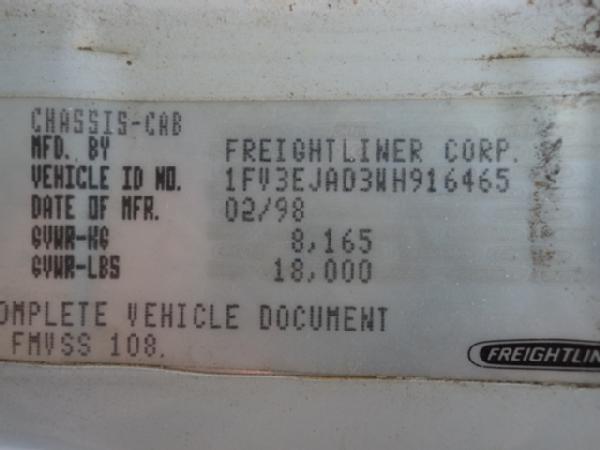 CHASSIS-CAB
MFD. BY FREIGHTLINER CORP.
VEHICLE ID NO. 1FV3EJAD3WH916465
DATE OF MFR. 02/98
GVWR-KG 8,165
GVWR-LBS 18,000
OMPLETE VEHICLE DOCUMENT
FMVSS 108.
FREIGHTLIN